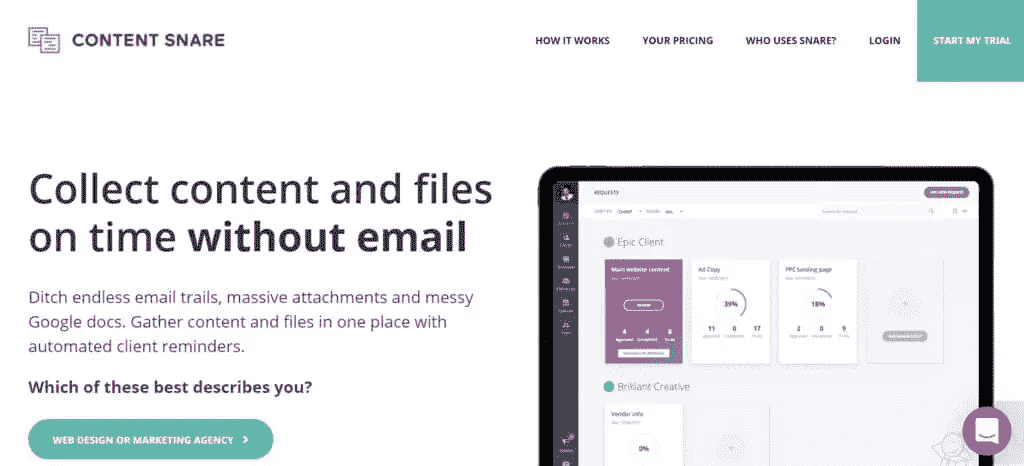 CONTENT SNARE
HOW IT WORKS
YOUR PRICING
WHO USES SNARE?
LOGIN
START MY TRIAL
Collect content and files
on time without email
Ditch endless email trails, massive attachments and messy
Google docs. Gather content and files in one place with
automated client reminders.
Which of these best describes you?
WEB DESIGN OR MARKETING AGENCY
REQUESTS
CLIENT
ALL
Epic Client
Main website content
4 4 8
Ad Copy
39%
11 0 17
PPC landing page
18%
2 0 9
Brilliant Creative
Vendor info
0%